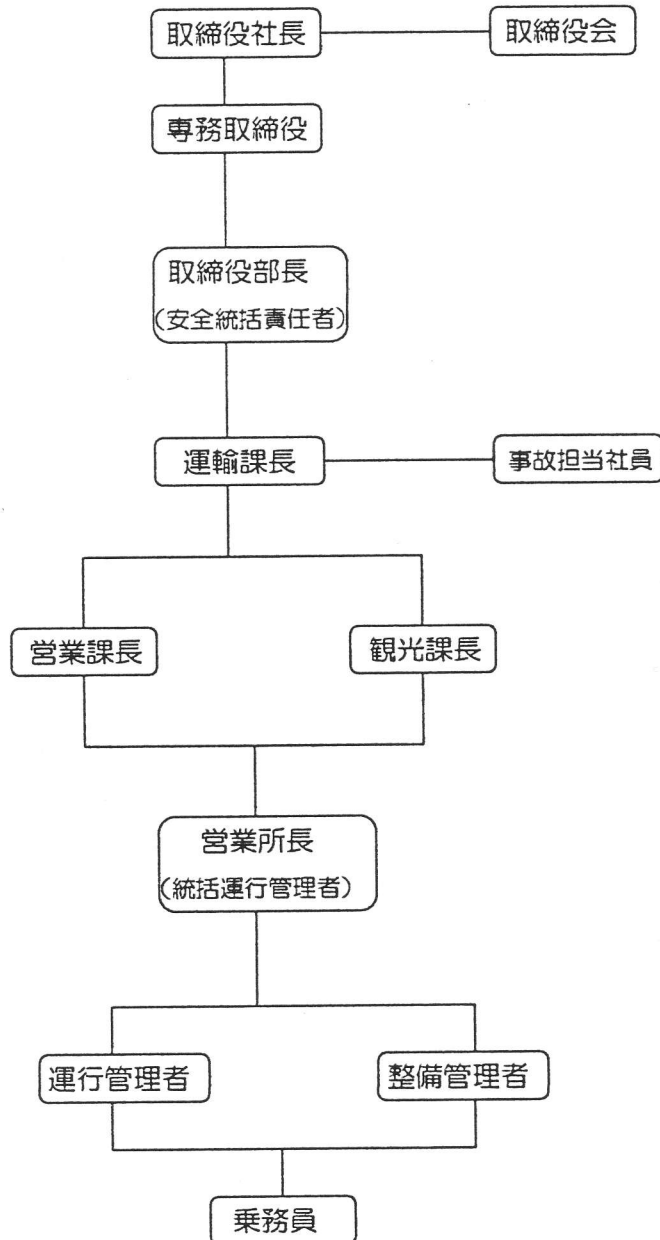 取締役社長
取締役会
専務取締役
取締役部長
(安全統括責任者)
運輸課長
事故担当社員
営業課長
観光課長
営業所長
(統括運行管理者)
運行管理者
整備管理者
乗務員